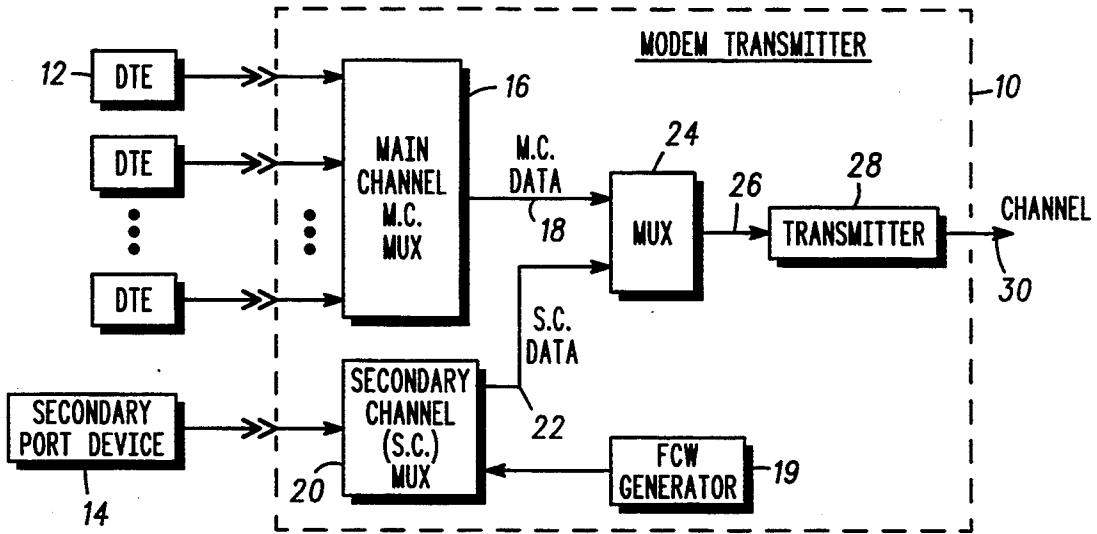 MODEM TRANSMITTER
10
12
DTE
DTE
DTE
16
MAIN
CHANNEL
M.C.
MUX
M.C.
DATA
18
24
MUX
26
28
TRANSMITTER
CHANNEL
30
S.C.
DATA
22
SECONDARY
PORT DEVICE
14
SECONDARY
CHANNEL
(S.C.)
MUX
20
FCW
GENERATOR
19